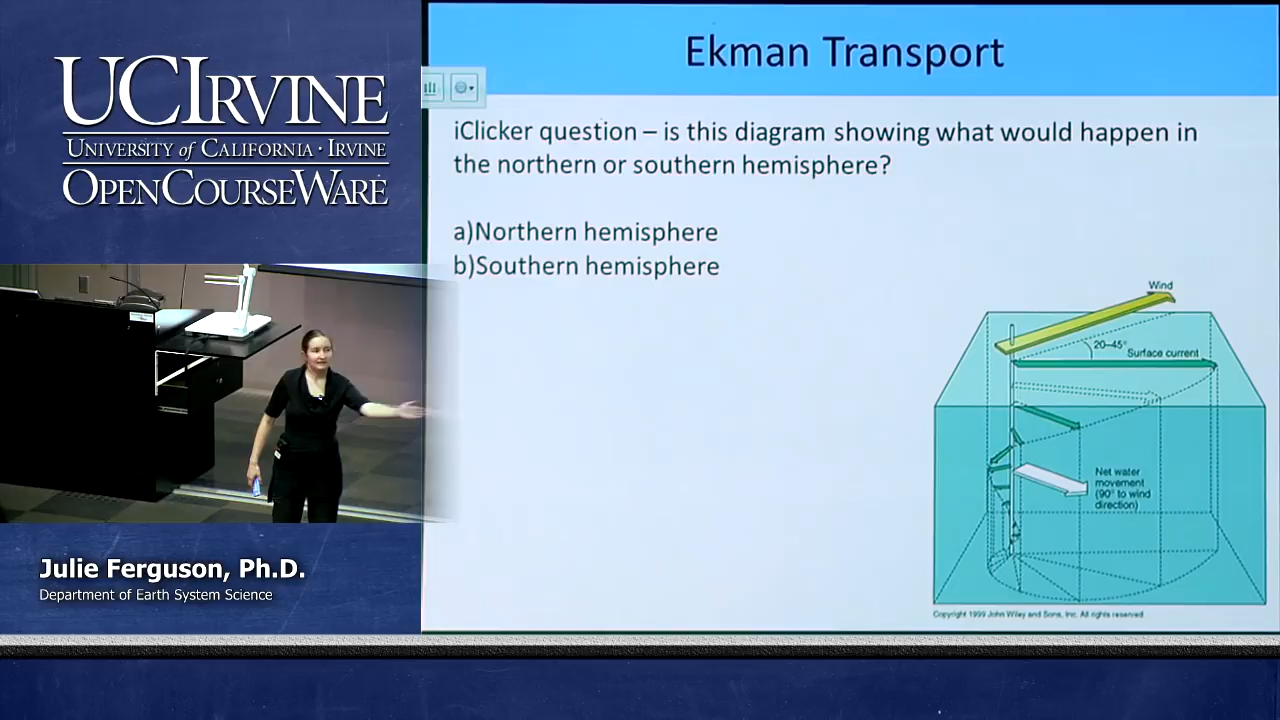 UCIRVINE
UNIVERSITY of CALIFORNIA · IRVINE
OPENCOURSEWARE
Ekman Transport
iClicker question – is this diagram showing what would happen in
the northern or southern hemisphere?
a)Northern hemisphere
b)Southern hemisphere
Wind
20–45°
Surface current
Net water
movement
(90° to wind
direction)
Copyright 1999 John Wiley and Sons, Inc. All rights reserved
Julie Ferguson, Ph.D.
Department of Earth System Science